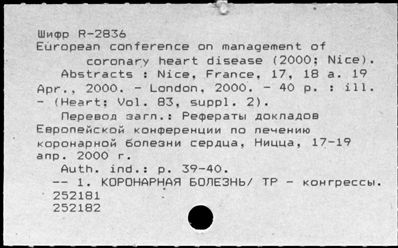 Шифр R-2836
European conference on management of
coronary heart disease (2000; Nice).
Abstracts : Nice, France, 17, 18 a. 19
Apr., 2000. - London, 2000. - 40 p. : ill.
- (Heart; Vol. 83, suppl. 2).
Перевод загл.: Рефераты докладов
Европейской конференции по лечению
коронарной болезни сердца, Ницца, 17-19
апр. 2000 г.
Auth. ind.: p. 39-40.
-- 1. КОРОНАРНАЯ БОЛЕЗНЬ/ ТР - конгрессы.
252181
252182